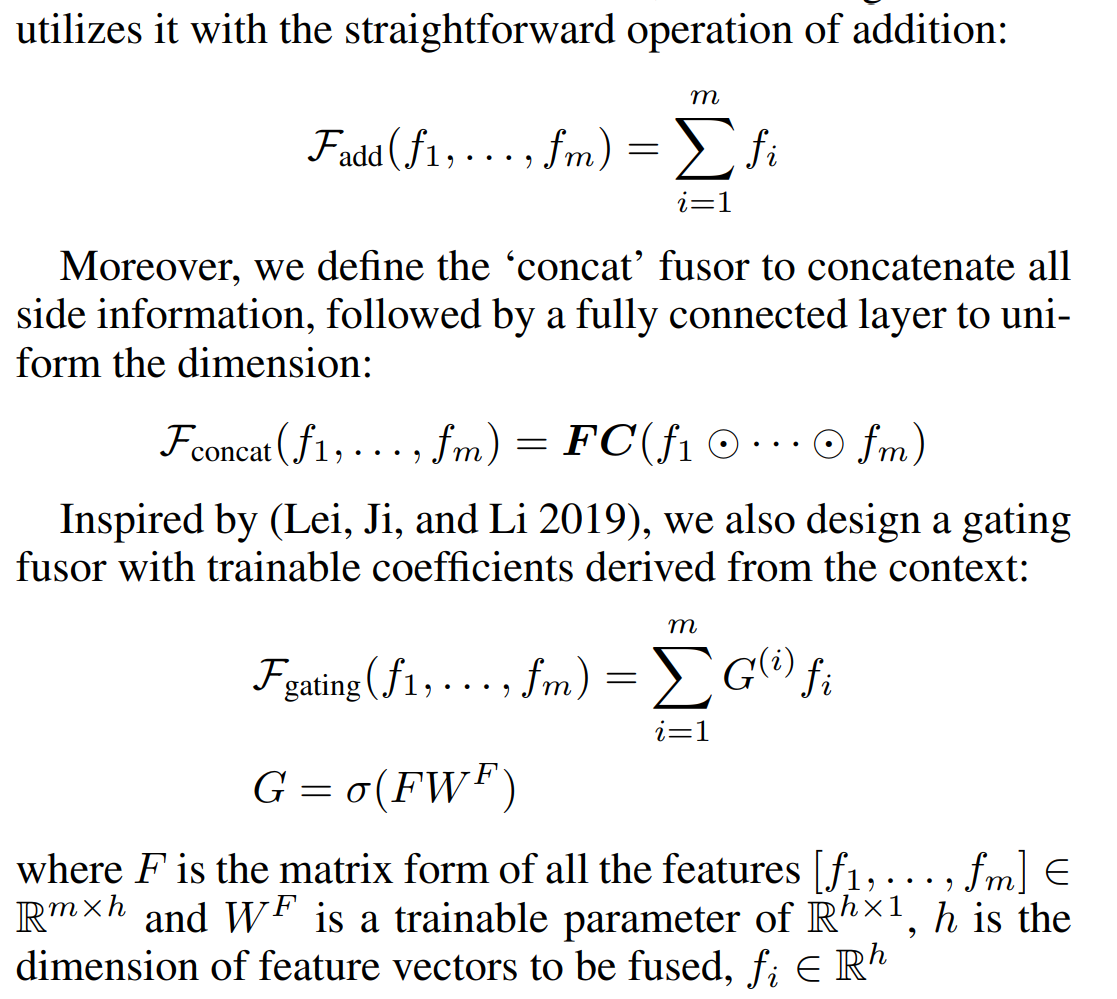 utilizes it with the straightforward operation of addition:
$\mathcal{F}_{\text{add}}(f_1, \ldots, f_m) = \sum_{i=1}^{m} f_i$
Moreover, we define the ‘concat’ fusor to concatenate all
side information, followed by a fully connected layer to uni-
form the dimension:
$\mathcal{F}_{\text{concat}}(f_1, \ldots, f_m) = \boldsymbol{FC}(f_1 \odot \cdots \odot f_m)$
Inspired by (Lei, Ji, and Li 2019), we also design a gating
fusor with trainable coefficients derived from the context:
$\mathcal{F}_{\text{gating}}(f_1, \ldots, f_m) = \sum_{i=1}^{m} G^{(i)} f_i$
$G = \sigma(FW^F)$
where $F$ is the matrix form of all the features $[f_1, \ldots, f_m] \in$
$\mathbb{R}^{m \times h}$ and $W^F$ is a trainable parameter of $\mathbb{R}^{h \times 1}$, $h$ is the
dimension of feature vectors to be fused, $f_i \in \mathbb{R}^h$